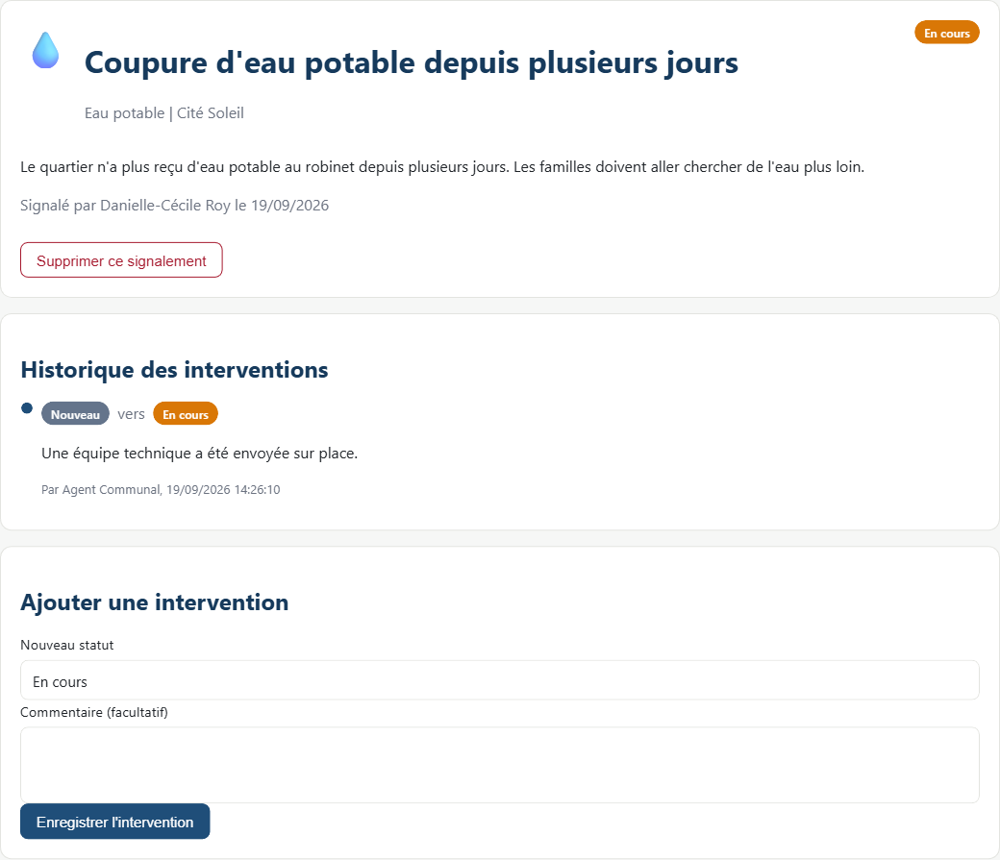 En cours
Coupure d'eau potable depuis plusieurs jours
Eau potable | Cité Soleil
Le quartier n'a plus reçu d'eau potable au robinet depuis plusieurs jours. Les familles doivent aller chercher de l'eau plus loin.
Signalé par Danielle-Cécile Roy le 19/09/2026
Supprimer ce signalement
Historique des interventions
Nouveau vers En cours
Une équipe technique a été envoyée sur place.
Par Agent Communal, 19/09/2026 14:26:10
Ajouter une intervention
Nouveau statut
En cours
Commentaire (facultatif)
Enregistrer l'intervention